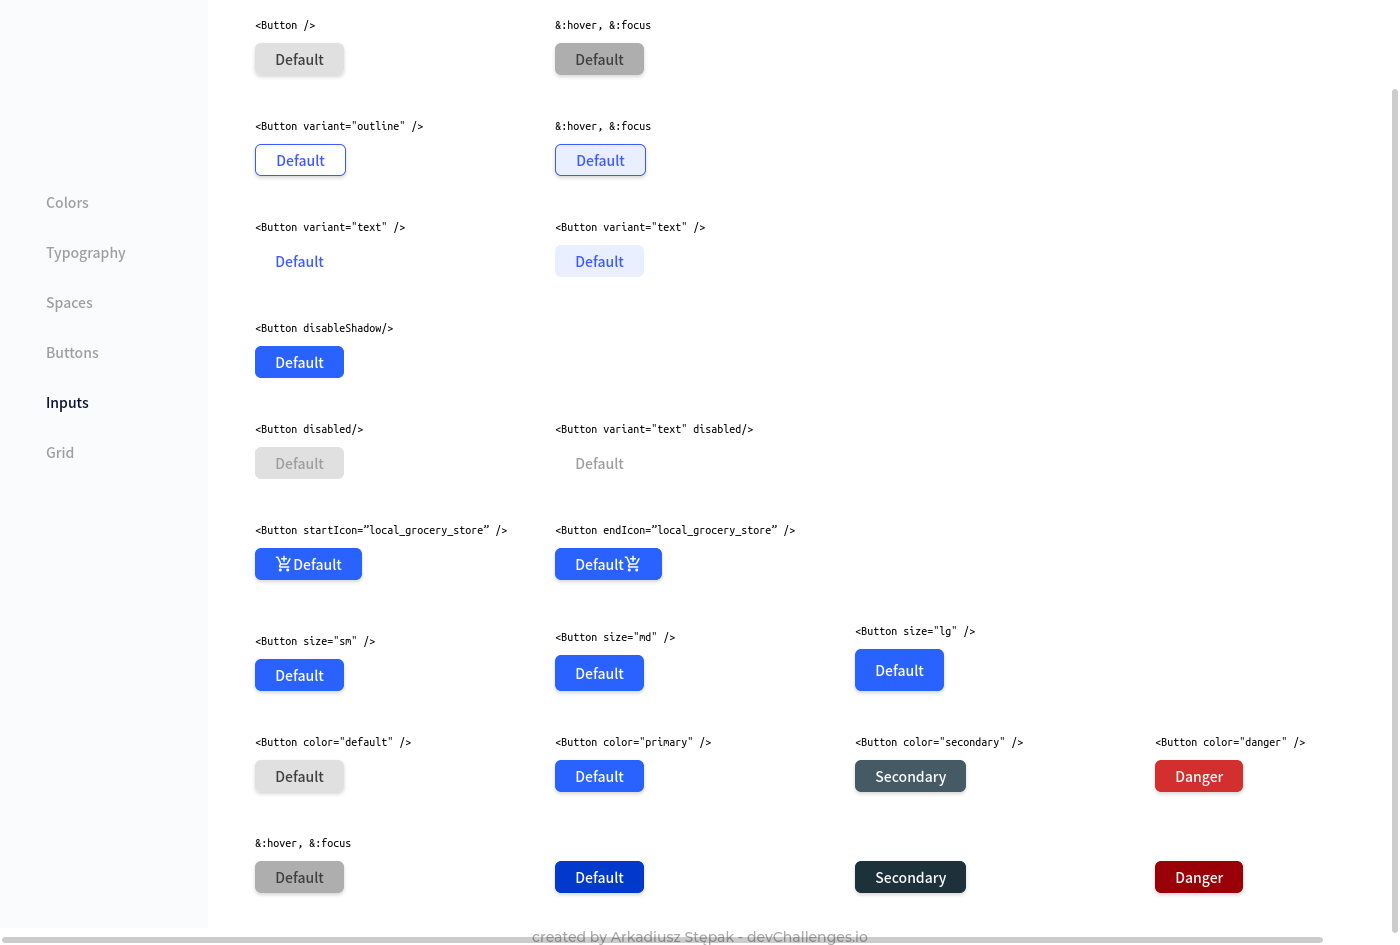 Colors
Typography
Spaces
Buttons
Inputs
Grid
<Button />
&:hover, &:focus
Default
Default
<Button variant="outline" />
&:hover, &:focus
Default
Default
<Button variant="text" />
<Button variant="text" />
Default
Default
<Button disableShadow/>
Default
<Button disabled/>
<Button variant="text" disabled/>
Default
Default
<Button startIcon=”local_grocery_store” />
<Button endIcon=”local_grocery_store” />
Default
Default
<Button size="sm" />
<Button size="md" />
<Button size="lg" />
Default
Default
Default
<Button color="default" />
<Button color="primary" />
<Button color="secondary" />
<Button color="danger" />
Default
Default
Secondary
Danger
&:hover, &:focus
Default
Default
Secondary
Danger
created by Arkadiusz Stępak - devChallenges.io